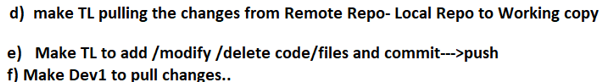 d) make TL pulling the changes from Remote Repo- Local Repo to Working copy
e) Make TL to add /modify /delete code/files and commit--->push
f) Make Dev1 to pull changes..